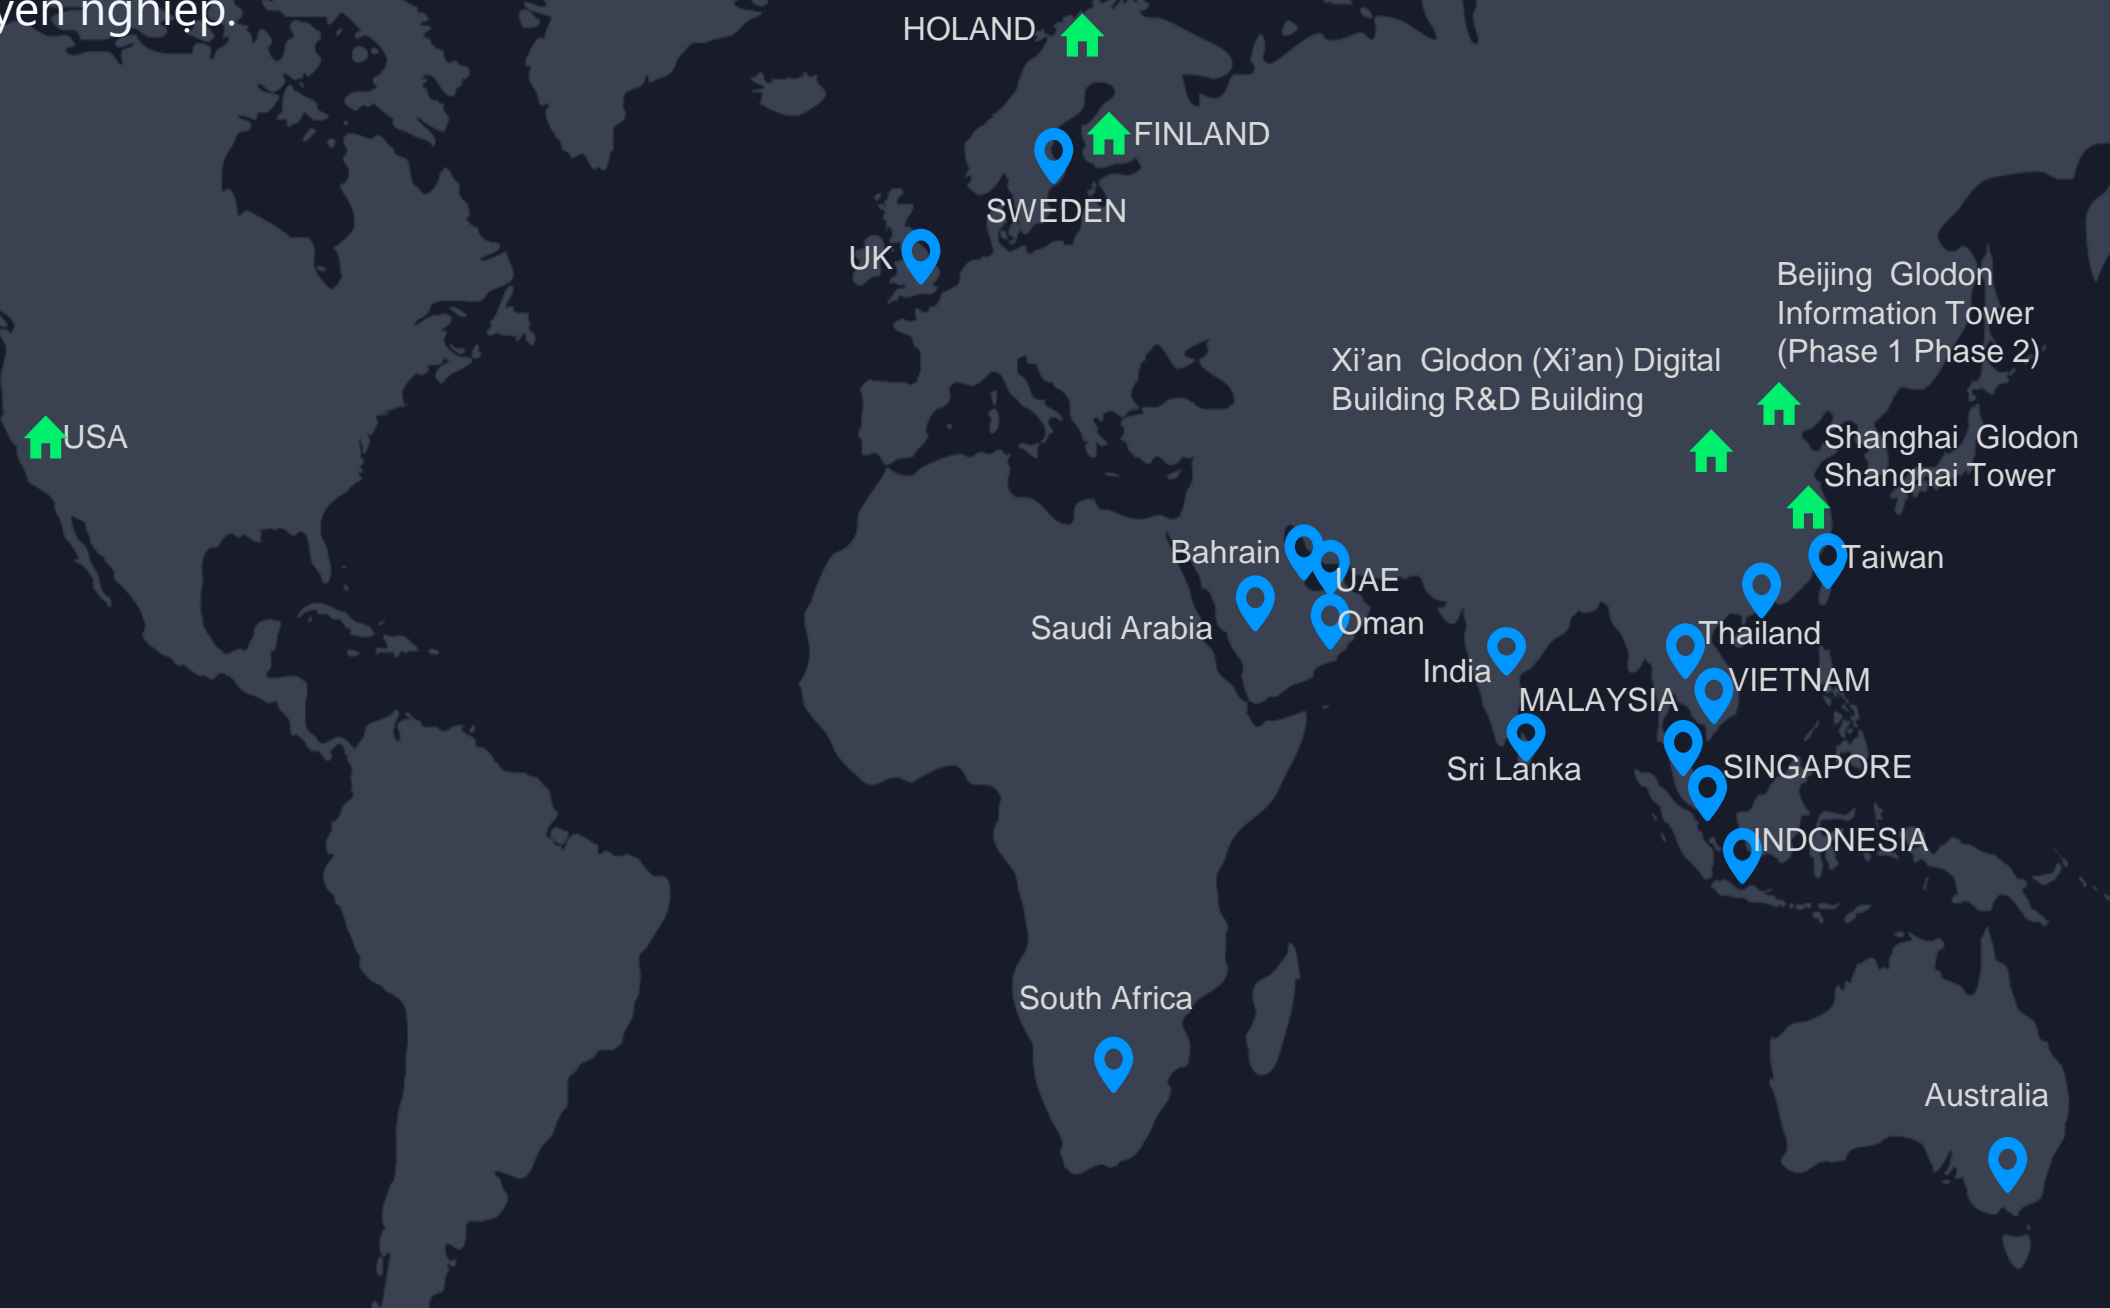 nghiệp.
HOLAND
FINLAND
SWEDEN
UK
Beijing  Glodon
Information Tower
(Phase 1 Phase 2)
Xi’an  Glodon (Xi’an) Digital
Building R&D Building
USA
Shanghai  Glodon
Shanghai Tower
Bahrain
UAE
Taiwan
Saudi Arabia
Oman
Thailand
India
VIETNAM
MALAYSIA
Sri Lanka
SINGAPORE
INDONESIA
South Africa
Australia